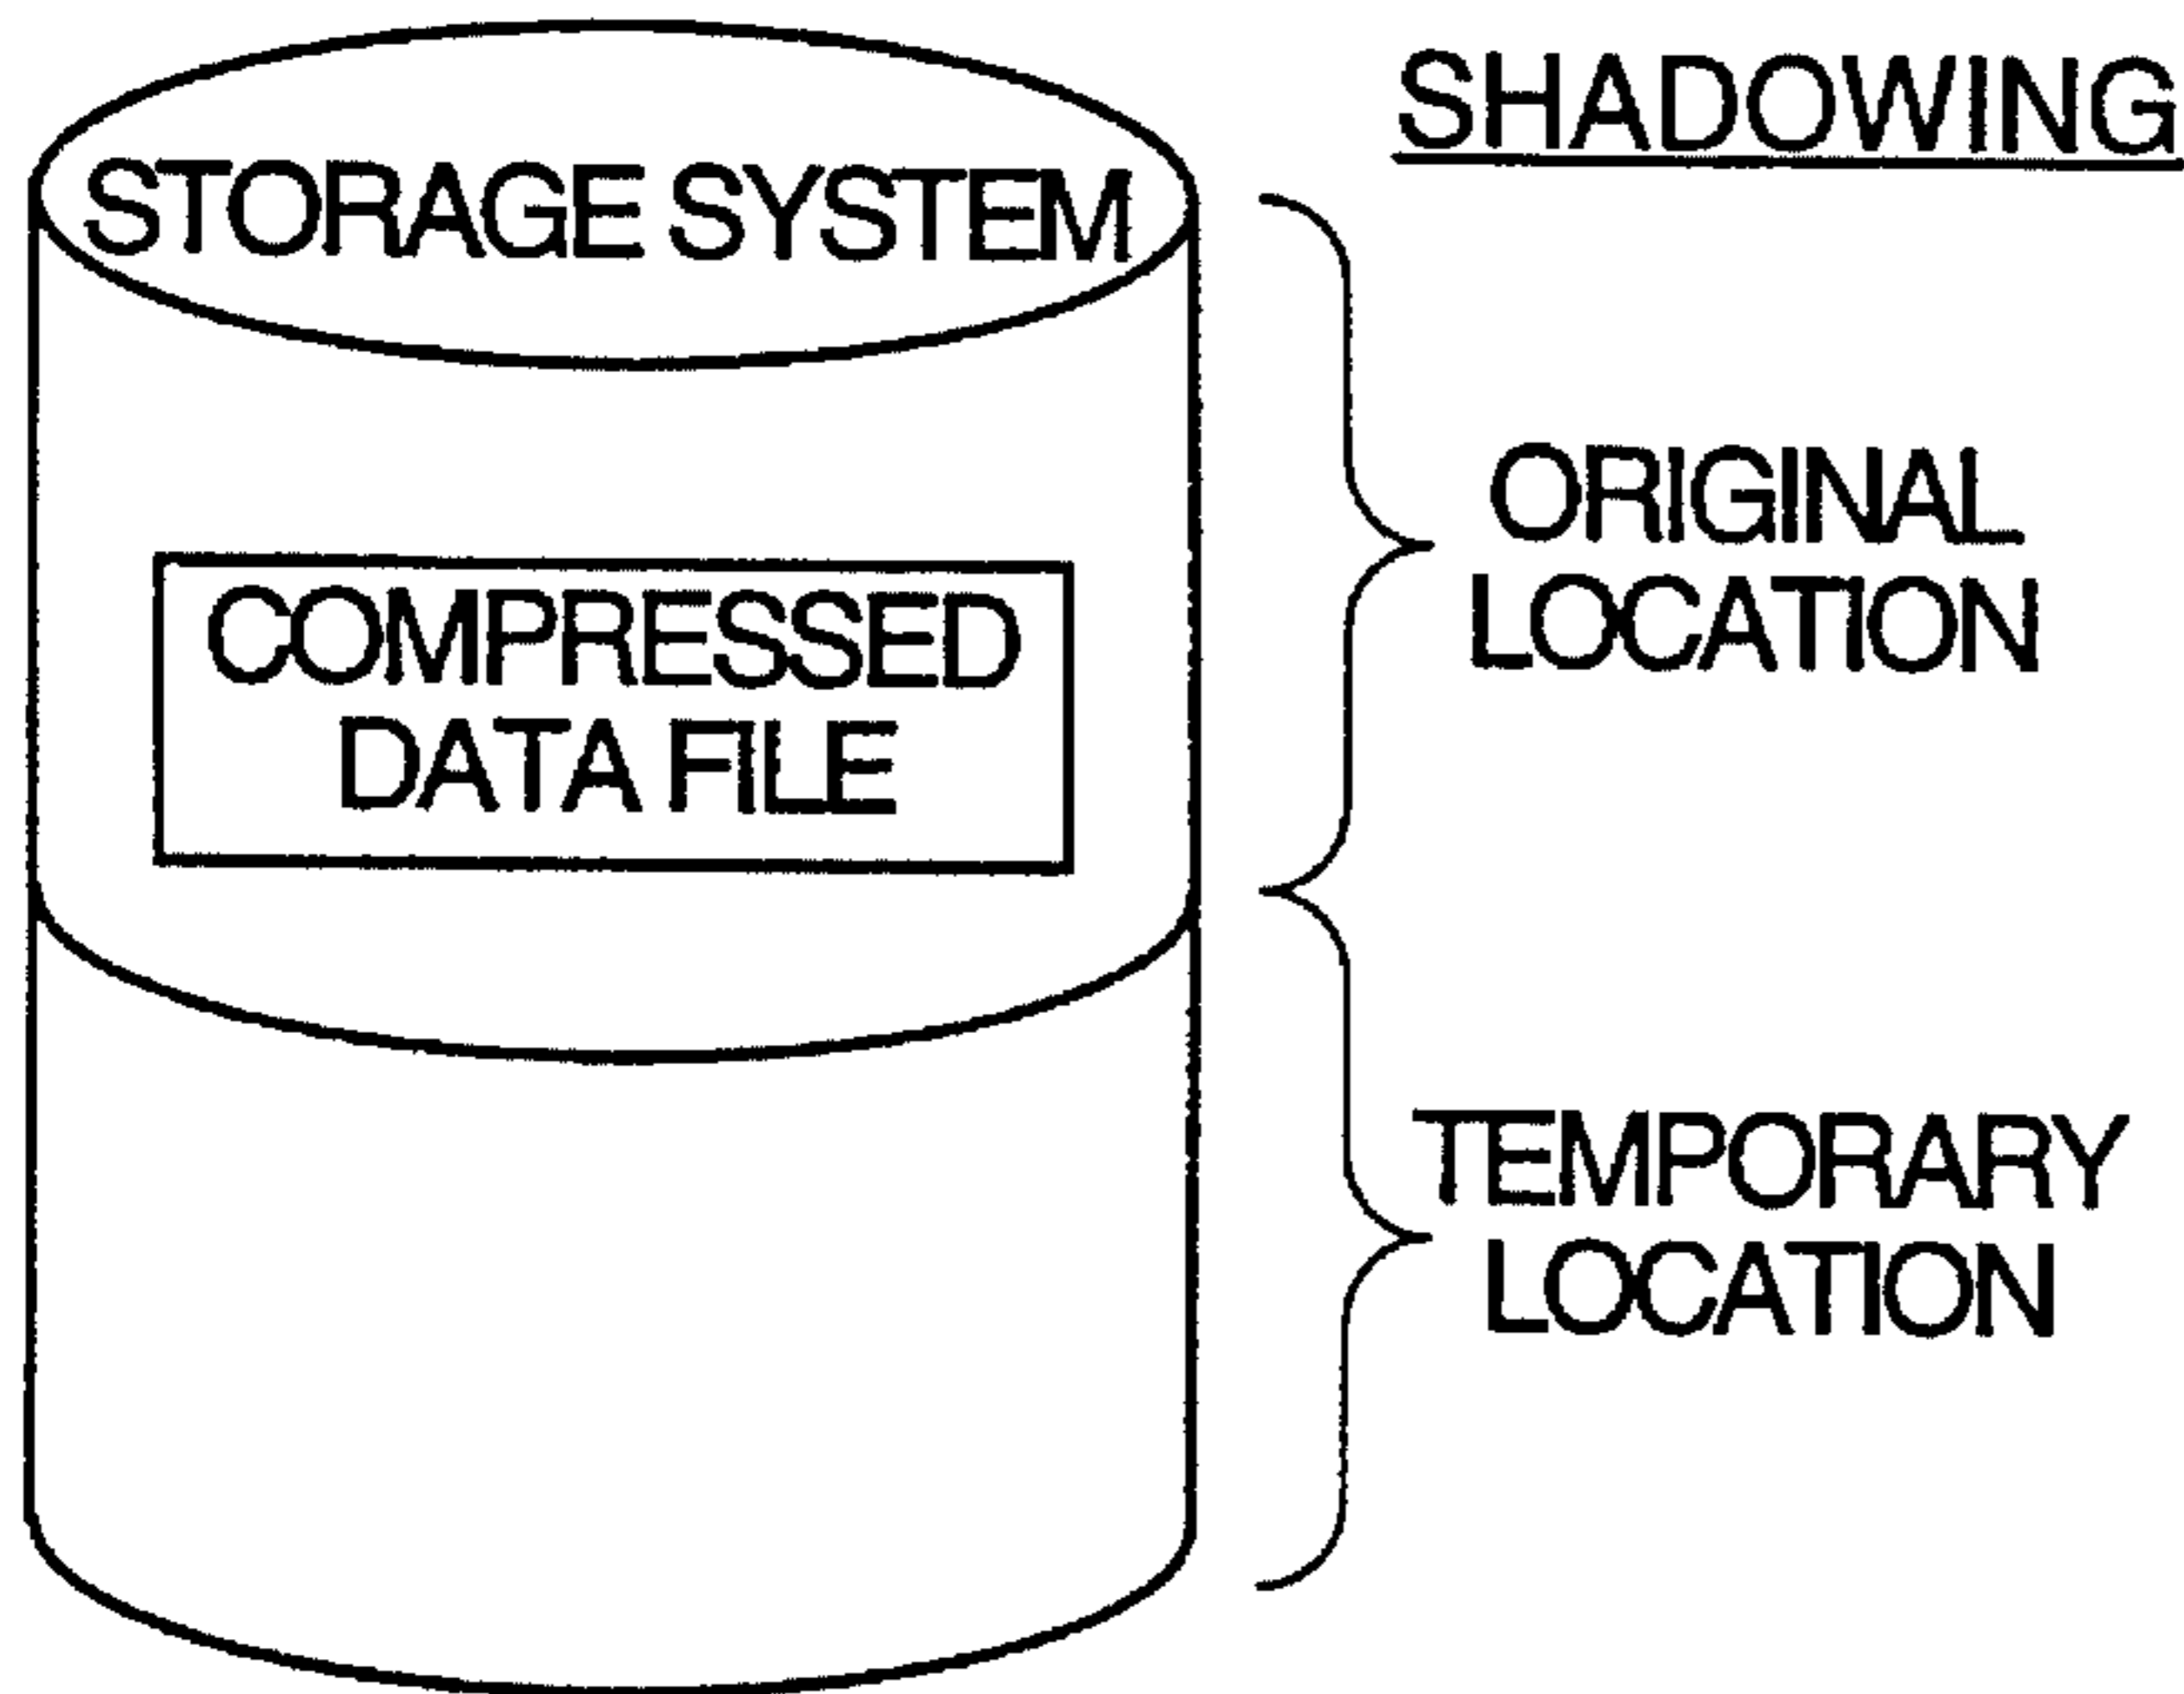 SHADOWING
STORAGE SYSTEM
ORIGINAL
LOCATION
COMPRESSED
DATA FILE
TEMPORARY
LOCATION